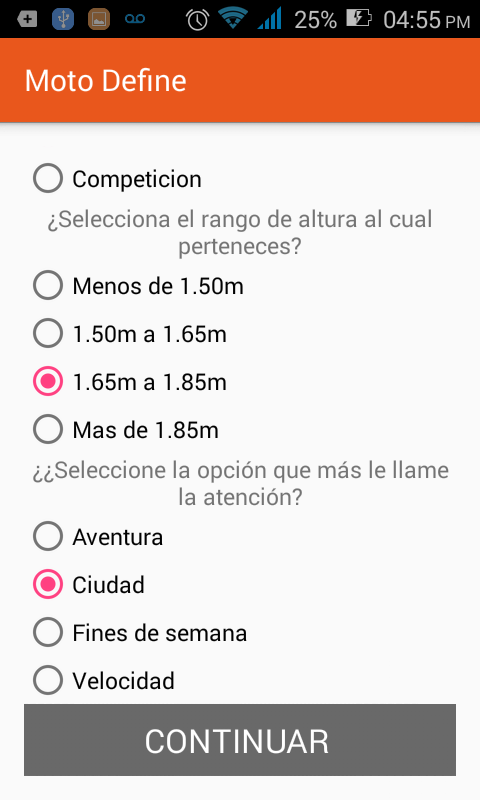 25% 04:55 PM
Moto Define
Competicion
¿Selecciona el rango de altura al cual
perteneces?
Menos de 1.50m
1.50m a 1.65m
1.65m a 1.85m
Mas de 1.85m
¿¿Seleccione la opción que más le llame
la atención?
Aventura
Ciudad
Fines de semana
Velocidad
CONTINUAR